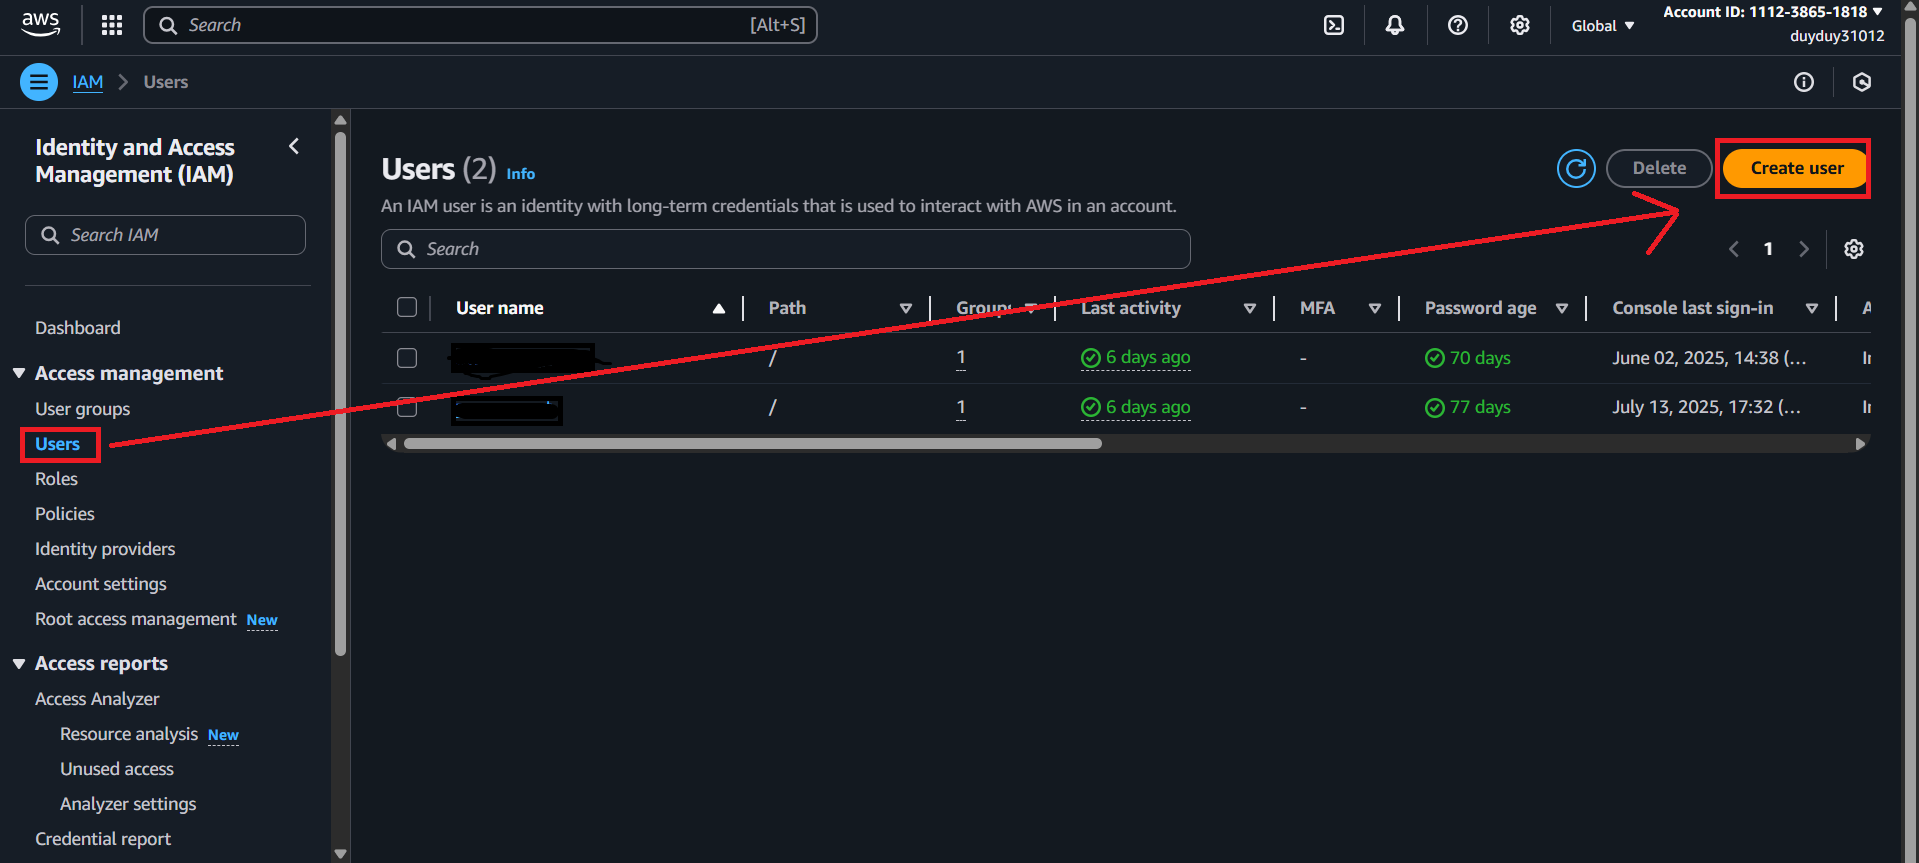 aws
Search [Alt+S]
Global
Account ID: 1112-3865-1818
duyduy31012
IAM
Users
Identity and Access
Management (IAM)
Search IAM
Dashboard
Access management
User groups
Users
Roles
Policies
Identity providers
Account settings
Root access management New
Access reports
Access Analyzer
Resource analysis New
Unused access
Analyzer settings
Credential report
Users (2) Info
Delete
Create user
An IAM user is an identity with long-term credentials that is used to interact with AWS in an account.
Search
1
User name Path Last activity MFA Password age Console last sign-in
/ 1 6 days ago - 70 days June 02, 2025, 14:38 (...
/ 1 6 days ago - 77 days July 13, 2025, 17:32 (...